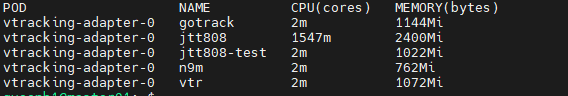 POD NAME CPU(cores) MEMORY(bytes)
vtracking-adapter-0 gotrack 2m 1144Mi
vtracking-adapter-0 jtt808 1547m 2400Mi
vtracking-adapter-0 jtt808-test 2m 1022Mi
vtracking-adapter-0 n9m 2m 762Mi
vtracking-adapter-0 vtr 2m 1072Mi